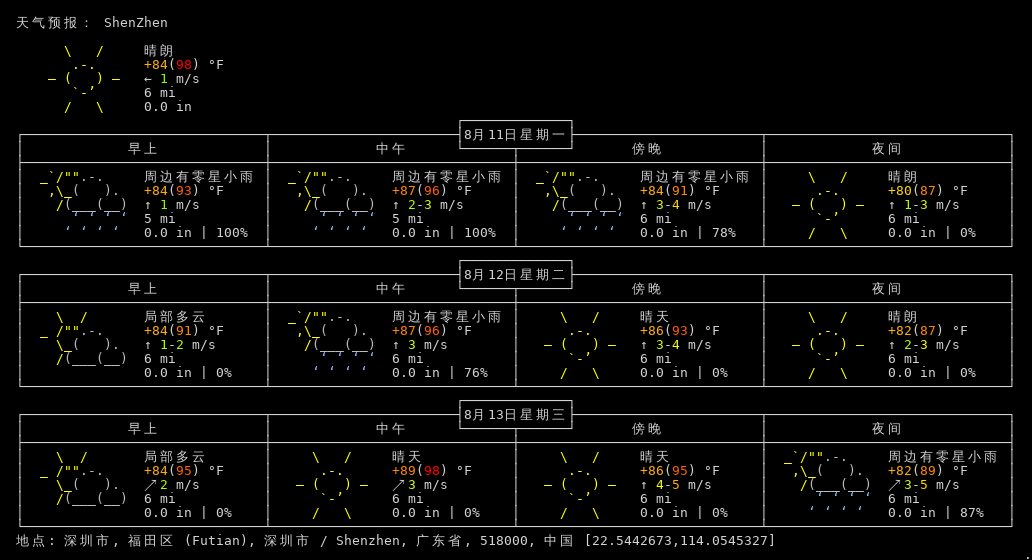 天气预报： ShenZhen
晴朗
+84(98) °F
← 1 m/s
6 mi
0.0 in
8月11日星期一
早上 中午 傍晚 夜间
周边有零星小雨 周边有零星小雨 周边有零星小雨 晴朗
+84(93) °F +87(96) °F +84(91) °F +80(87) °F
↑ 1 m/s ↑ 2-3 m/s ↑ 3-4 m/s ↑ 1-3 m/s
5 mi 5 mi 6 mi 6 mi
0.0 in | 100% 0.0 in | 100% 0.0 in | 78% 0.0 in | 0%
8月12日星期二
早上 中午 傍晚 夜间
局部多云 周边有零星小雨 晴天 晴朗
+84(91) °F +87(96) °F +86(93) °F +82(87) °F
↑ 1-2 m/s ↑ 3 m/s ↑ 3-4 m/s ↑ 2-3 m/s
6 mi 6 mi 6 mi 6 mi
0.0 in | 0% 0.0 in | 76% 0.0 in | 0% 0.0 in | 0%
8月13日星期三
早上 中午 傍晚 夜间
局部多云 晴天 晴天 周边有零星小雨
+84(95) °F +89(98) °F +86(95) °F +82(89) °F
↗ 2 m/s ↗ 3 m/s ↑ 4-5 m/s ↗ 3-5 m/s
6 mi 6 mi 6 mi 6 mi
0.0 in | 0% 0.0 in | 0% 0.0 in | 0% 0.0 in | 87%
地点: 深圳市, 福田区 (Futian), 深圳市 / Shenzhen, 广东省, 518000, 中国 [22.5442673,114.0545327]